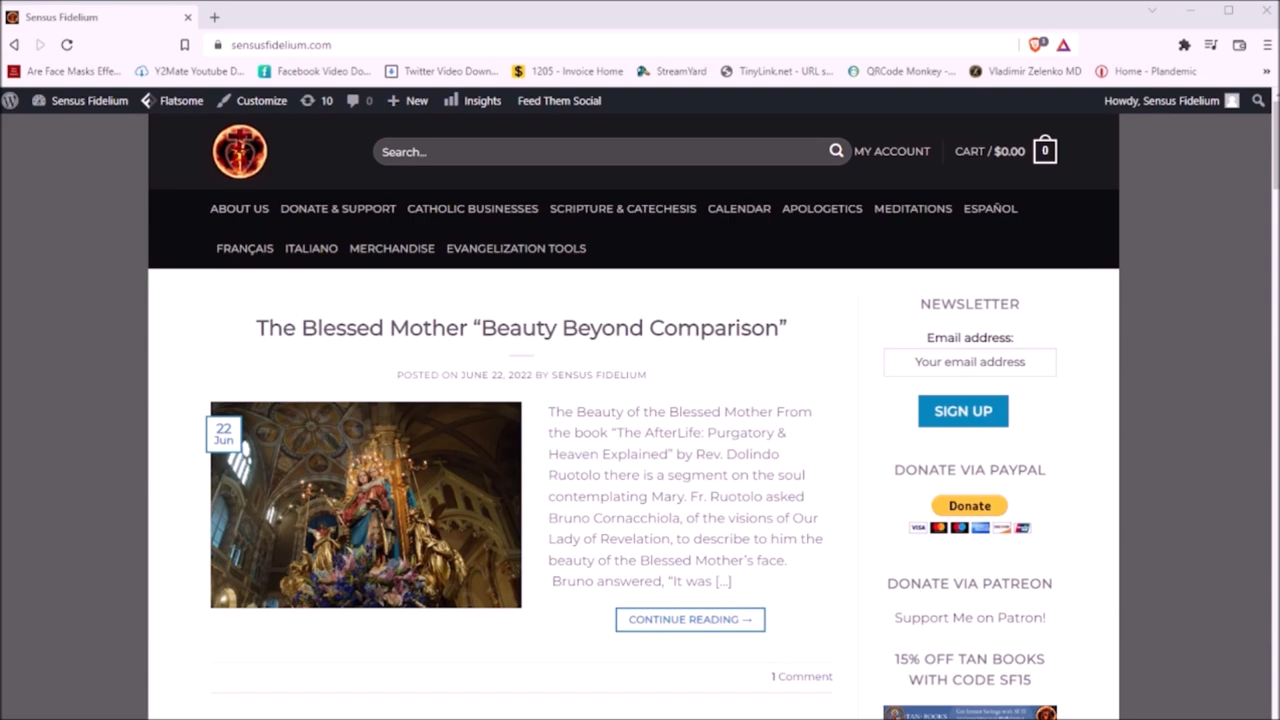 Sensus Fidelium
sensusfidelium.com
Are Face Masks Effe... Y2Mate Youtube D... Facebook Video Do... Twitter Video Down... 1205 - Invoice Home StreamYard TinyLink.net - URL s... QRCode Monkey -... Vladimir Zelenko MD Home - Plandemic
Sensus Fidelium Flatsome Customize 10 0 New Insights Feed Them Social Howdy, Sensus Fidelium
Search... MY ACCOUNT CART / $0.00 0
ABOUT US DONATE & SUPPORT CATHOLIC BUSINESSES SCRIPTURE & CATECHESIS CALENDAR APOLOGETICS MEDITATIONS ESPAÑOL
FRANÇAIS ITALIANO MERCHANDISE EVANGELIZATION TOOLS
The Blessed Mother “Beauty Beyond Comparison”
POSTED ON JUNE 22, 2022 BY SENSUS FIDELIUM
22
Jun
The Beauty of the Blessed Mother From
the book “The AfterLife: Purgatory &
Heaven Explained” by Rev. Dolindo
Ruotolo there is a segment on the soul
contemplating Mary. Fr. Ruotolo asked
Bruno Cornacchiola, of the visions of Our
Lady of Revelation, to describe to him the
beauty of the Blessed Mother’s face.
Bruno answered, “It was [...]
CONTINUE READING →
1 Comment
NEWSLETTER
Email address:
Your email address
SIGN UP
DONATE VIA PAYPAL
Donate
VISA
DONATE VIA PATREON
Support Me on Patron!
15% OFF TAN BOOKS
WITH CODE SF15